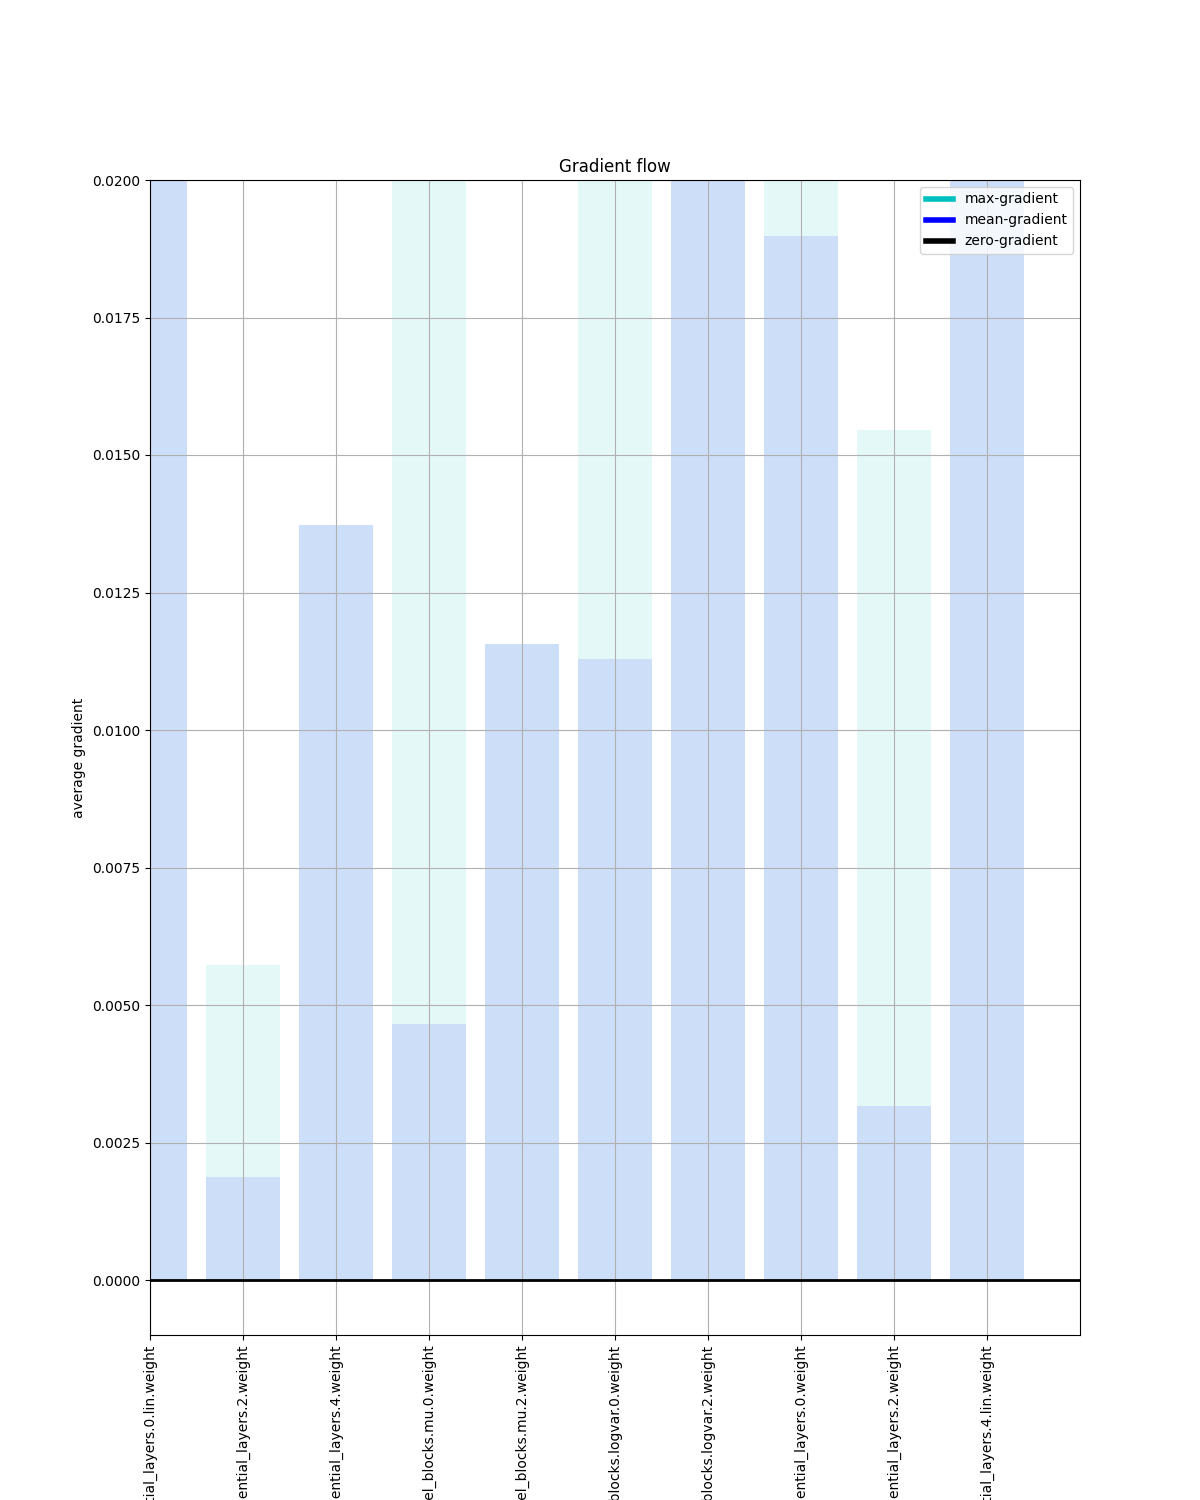 Gradient flow
max-gradient
mean-gradient
zero-gradient
0.0200
0.0175
0.0150
0.0125
0.0100
0.0075
0.0050
0.0025
0.0000
average gradient
tial_layers.0.lin.weight
ential_layers.2.weight
ential_layers.4.weight
el_blocks.mu.0.weight
el_blocks.mu.2.weight
blocks.logvar.0.weight
blocks.logvar.2.weight
ential_layers.0.weight
ential_layers.2.weight
tial_layers.4.lin.weight